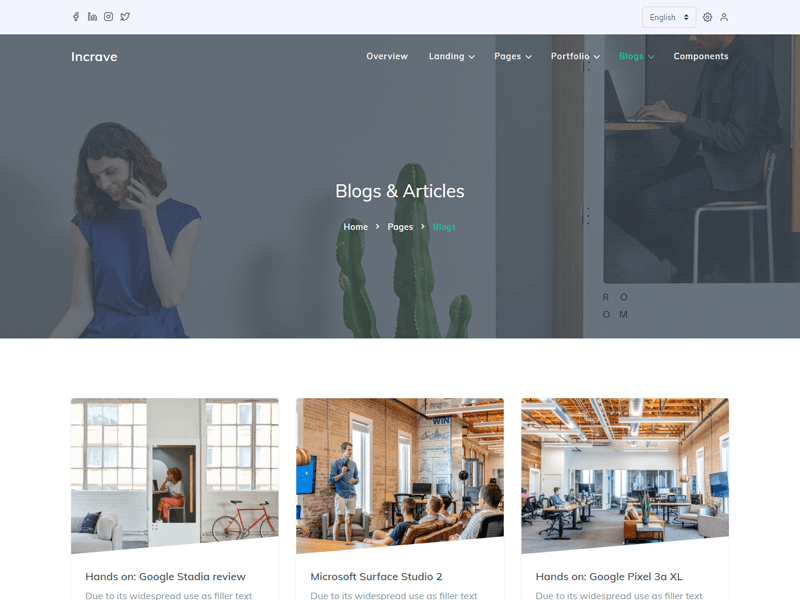 English
Incrave
Overview Landing Pages Portfolio Blogs Components
Blogs & Articles
Home Pages Blogs
R O
O M
WIN
Hands on: Google Stadia review
Microsoft Surface Studio 2
Hands on: Google Pixel 3a XL
Due to its widespread use as filler text
Due to its widespread use as filler text
Due to its widespread use as filler text